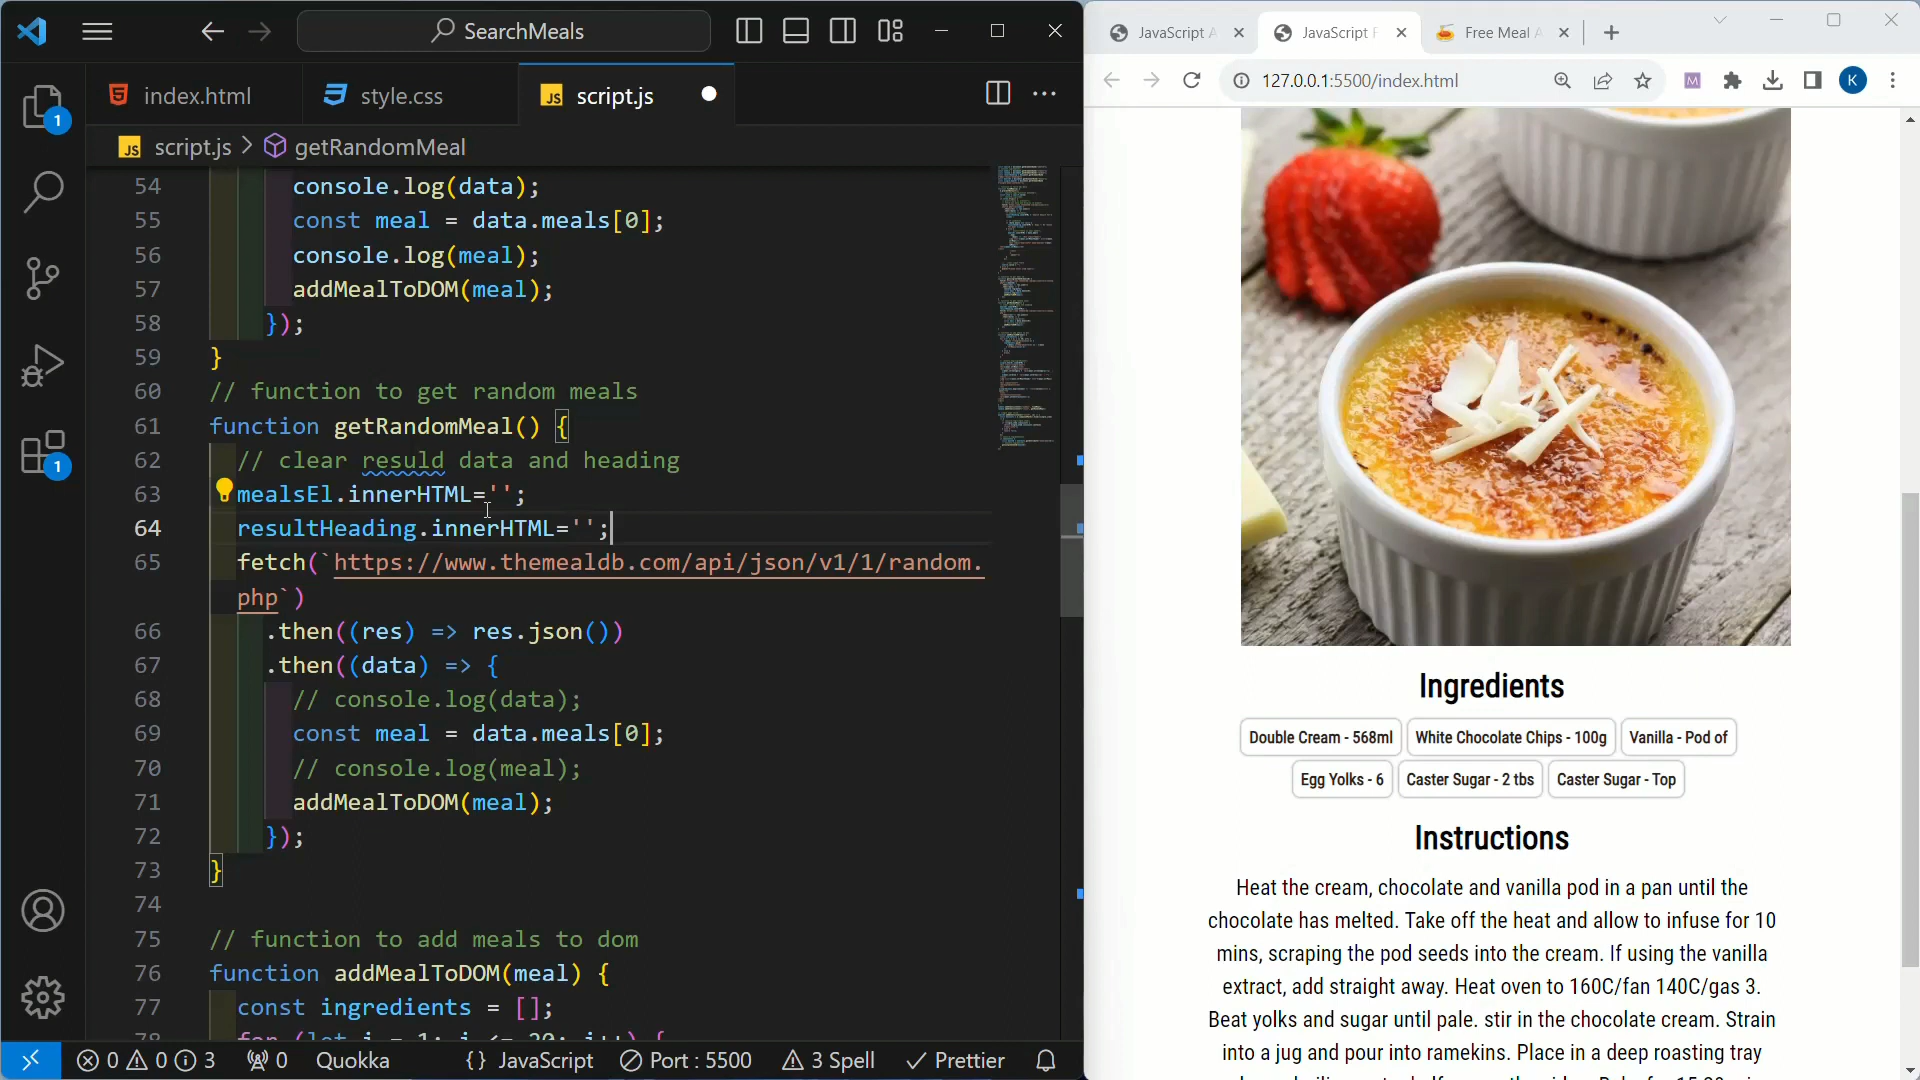 SearchMeals
index.html
style.css
JS script.js
JS script.js > getRandomMeal
54 console.log(data);
55 const meal = data.meals[0];
56 console.log(meal);
57 addMealToDOM(meal);
58 });
59 }
60 // function to get random meals
61 function getRandomMeal() {
62 // clear resuld data and heading
63 mealsEl.innerHTML='';
64 resultHeading.innerHTML='';
65 fetch(`https://www.themealdb.com/api/json/v1/1/random.
php`)
66 .then((res) => res.json())
67 .then((data) => {
68 // console.log(data);
69 const meal = data.meals[0];
70 // console.log(meal);
71 addMealToDOM(meal);
72 });
73 }
74
75 // function to add meals to dom
76 function addMealToDOM(meal) {
77 const ingredients = [];
1
1
0 0 3 0 Quokka {} JavaScript Port : 5500 3 Spell Prettier
JavaScript A
JavaScript F
Free Meal A
127.0.0.1:5500/index.html
M
K
Ingredients
Double Cream - 568ml White Chocolate Chips - 100g Vanilla - Pod of
Egg Yolks - 6 Caster Sugar - 2 tbs Caster Sugar - Top
Instructions
Heat the cream, chocolate and vanilla pod in a pan until the
chocolate has melted. Take off the heat and allow to infuse for 10
mins, scraping the pod seeds into the cream. If using the vanilla
extract, add straight away. Heat oven to 160C/fan 140C/gas 3.
Beat yolks and sugar until pale. stir in the chocolate cream. Strain
into a jug and pour into ramekins. Place in a deep roasting tray